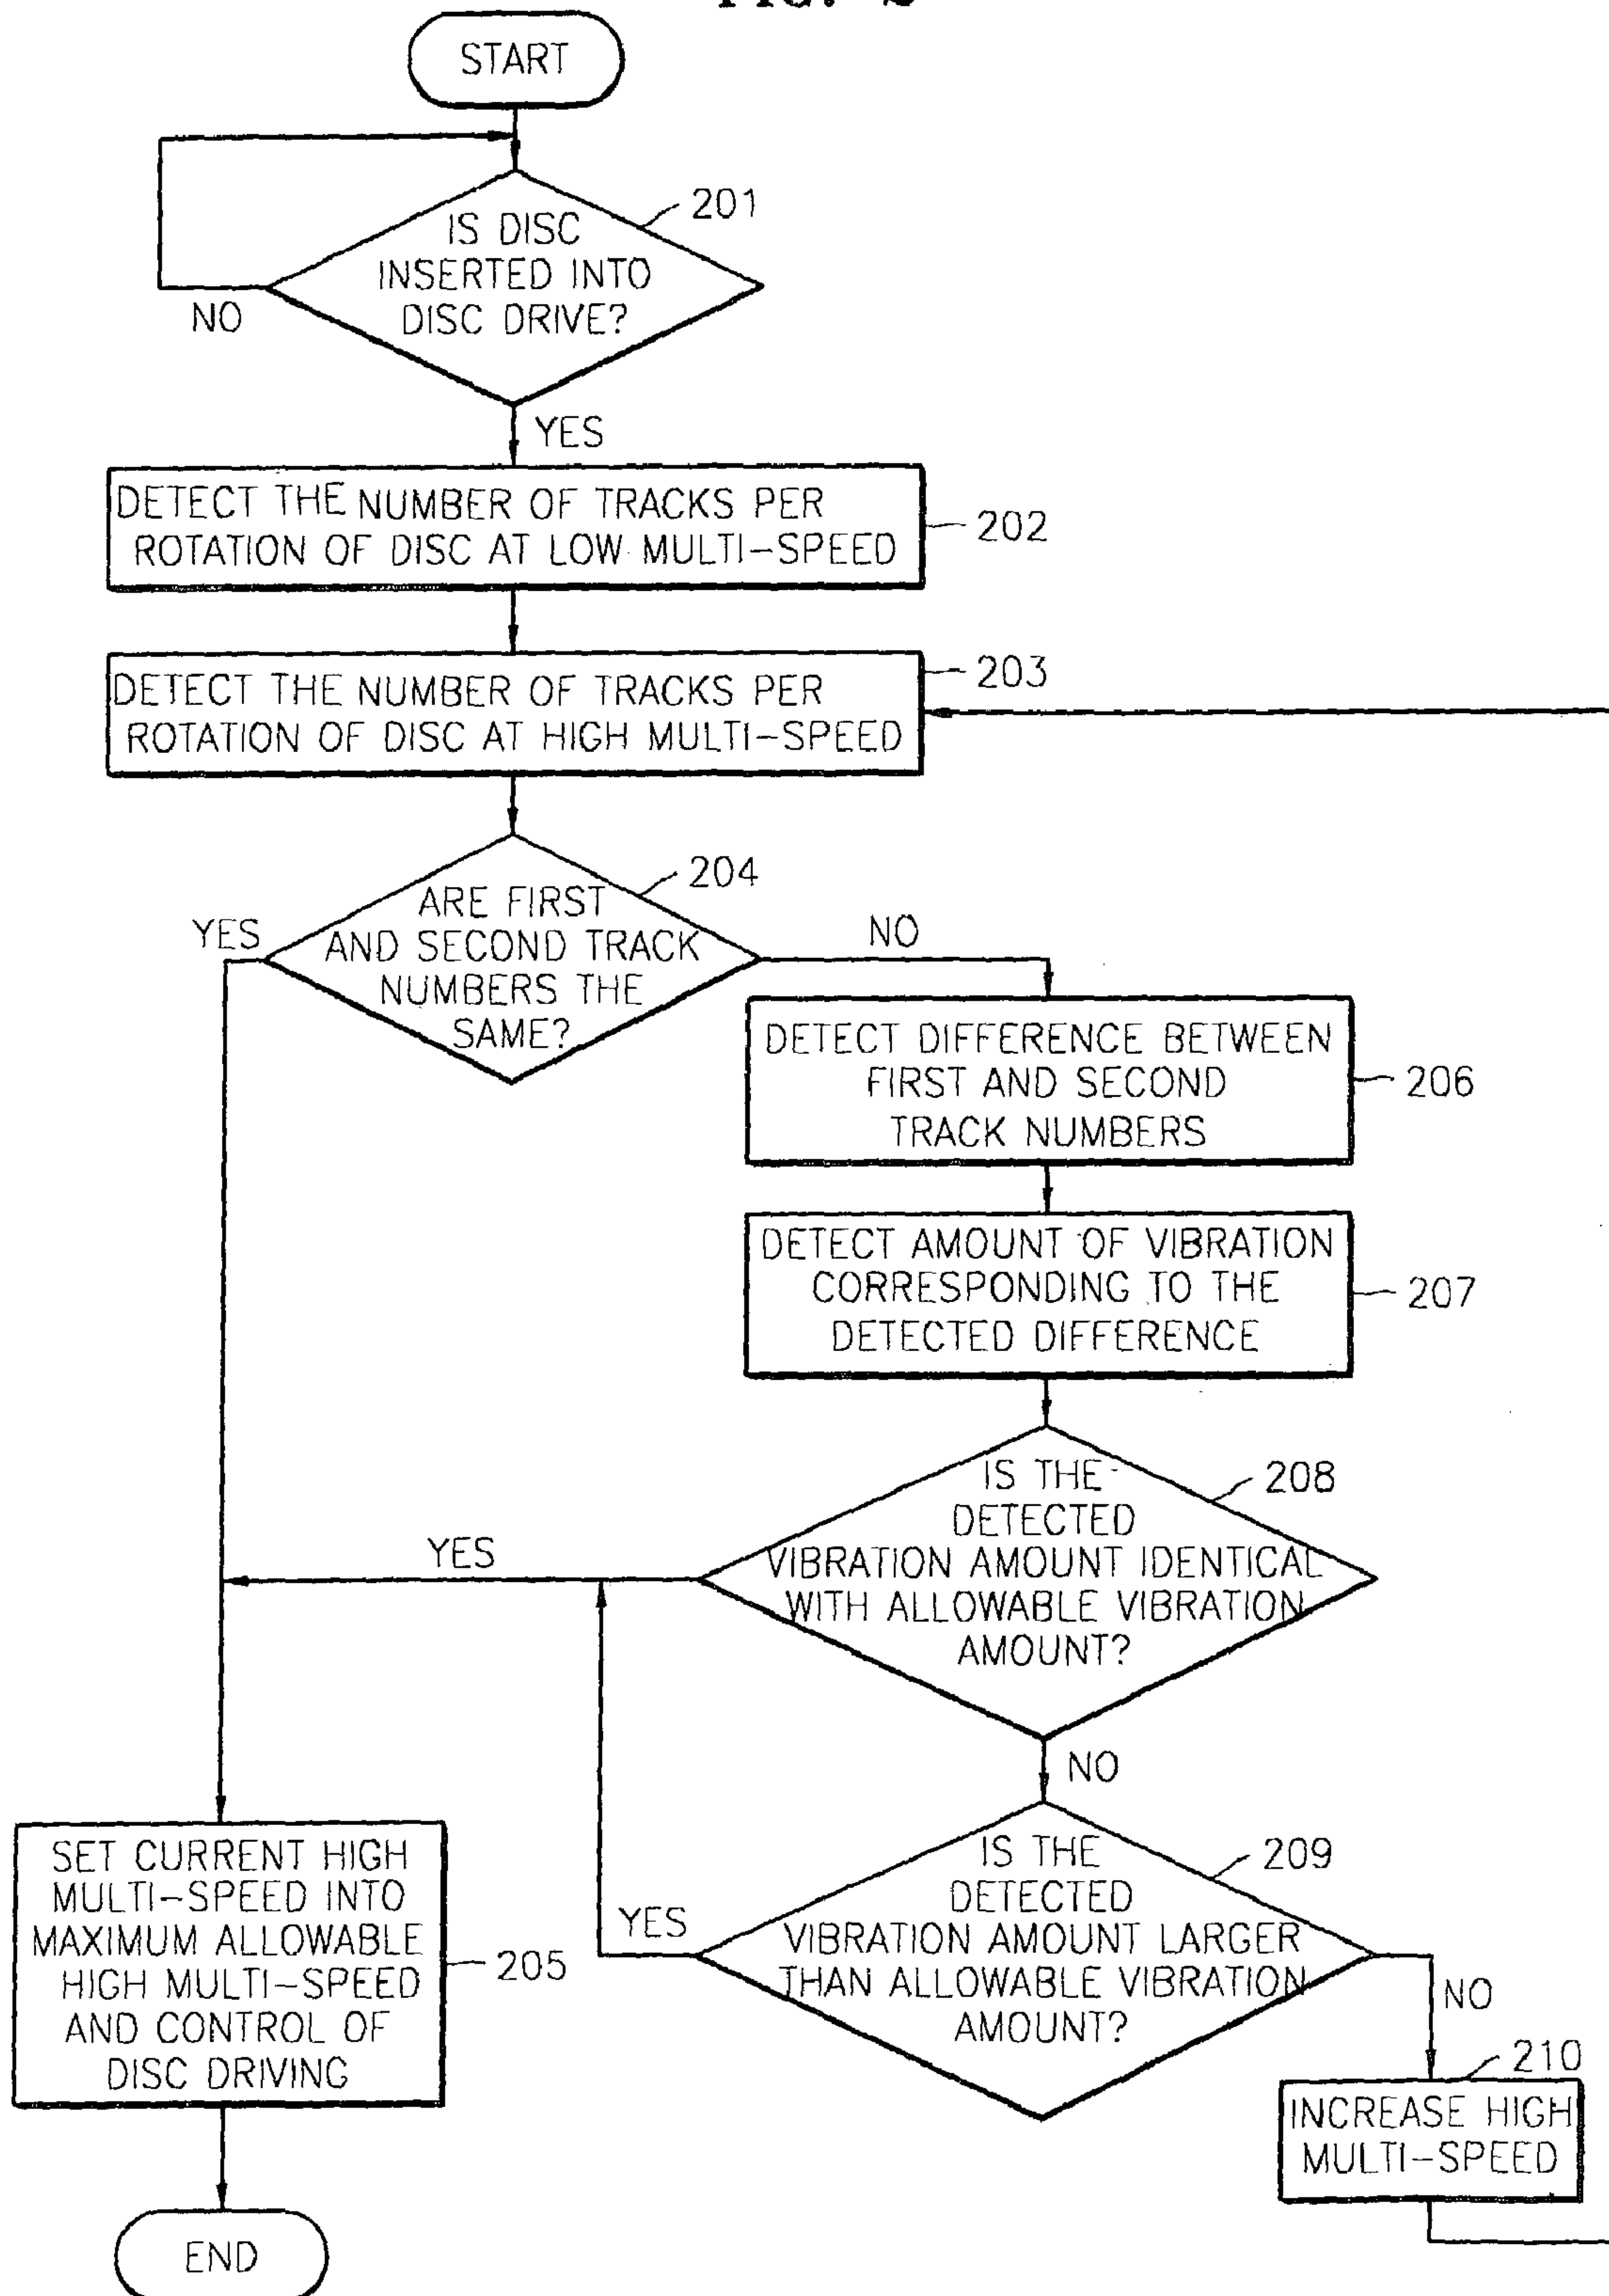 START
201
IS DISC
INSERTED INTO
DISC DRIVE?
NO
YES
DETECT THE NUMBER OF TRACKS PER
ROTATION OF DISC AT LOW MULTI-SPEED
202
DETECT THE NUMBER OF TRACKS PER
ROTATION OF DISC AT HIGH MULTI-SPEED
203
204
ARE FIRST
AND SECOND TRACK
NUMBERS THE
SAME?
YES
NO
DETECT DIFFERENCE BETWEEN
FIRST AND SECOND
TRACK NUMBERS
206
DETECT AMOUNT OF VIBRATION
CORRESPONDING TO THE
DETECTED DIFFERENCE
207
208
IS THE
DETECTED
VIBRATION AMOUNT IDENTICAL
WITH ALLOWABLE VIBRATION
AMOUNT?
YES
NO
209
IS THE
DETECTED
VIBRATION AMOUNT LARGER
THAN ALLOWABLE VIBRATION
AMOUNT?
YES
NO
SET CURRENT HIGH
MULTI-SPEED INTO
MAXIMUM ALLOWABLE
HIGH MULTI-SPEED
AND CONTROL OF
DISC DRIVING
205
210
INCREASE HIGH
MULTI-SPEED
END